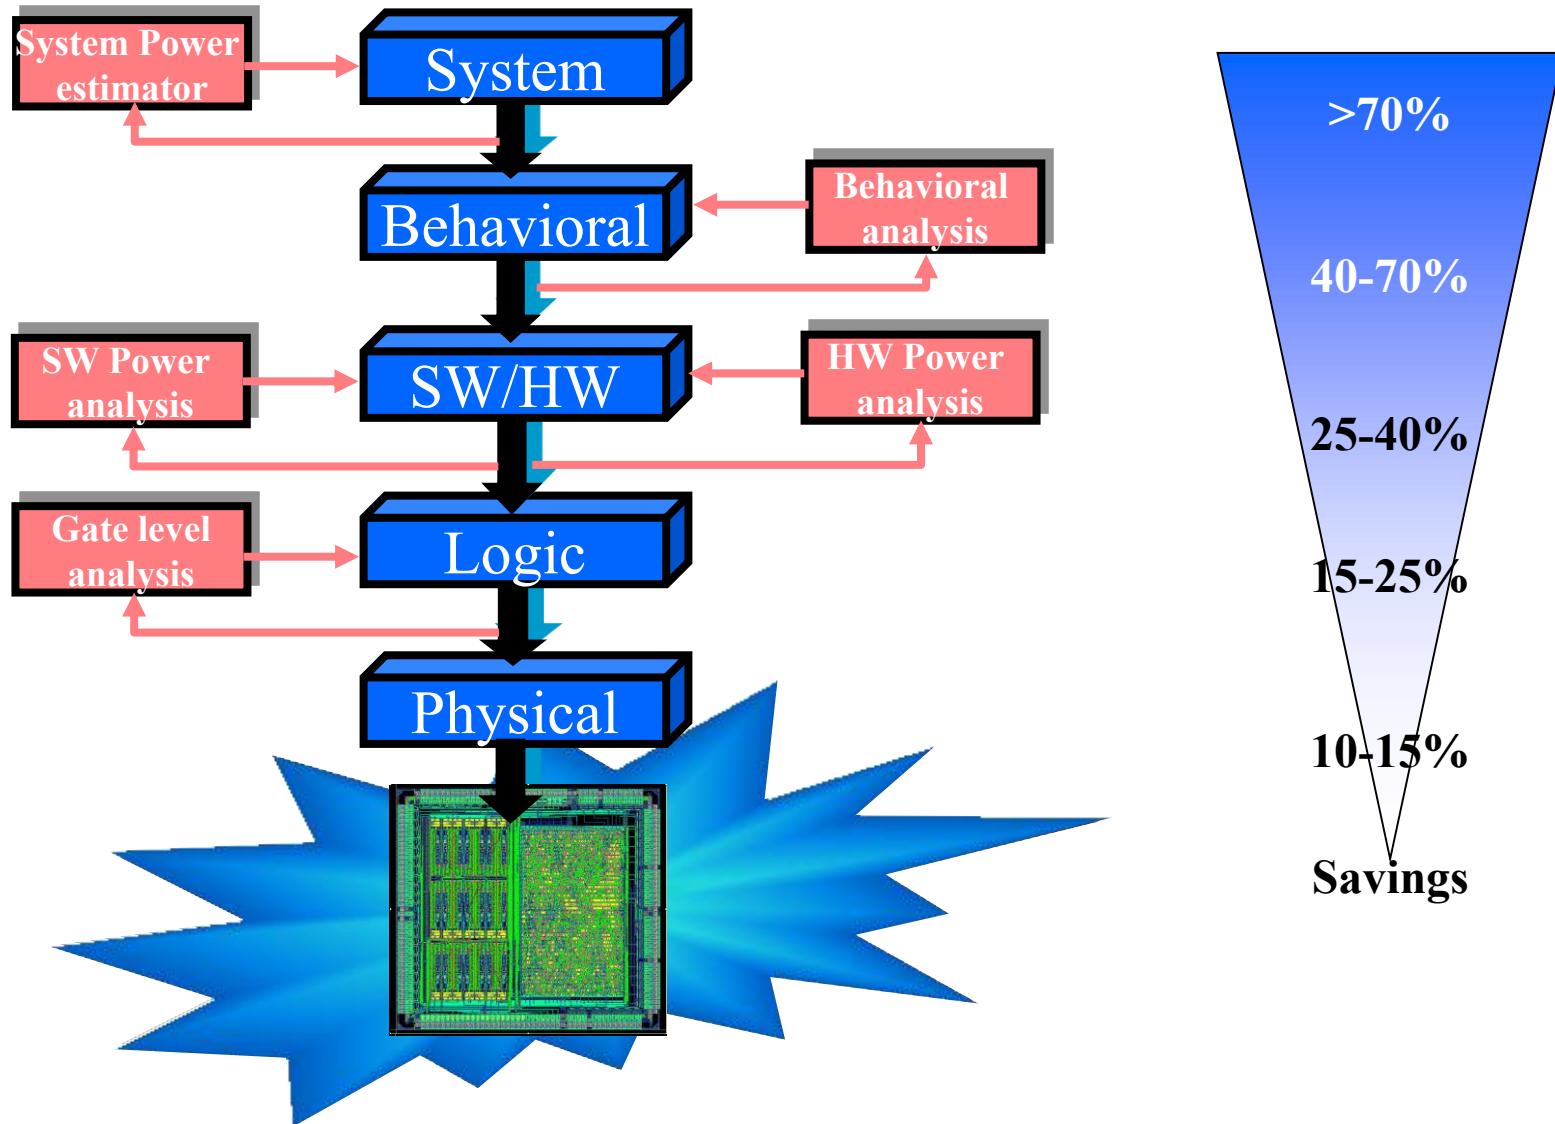 System Power
estimator
System
Behavioral
Behavioral
analysis
SW Power
analysis
SW/HW
HW Power
analysis
Gate level
analysis
Logic
Physical
>70%
40-70%
25-40%
15-25%
10-15%
Savings